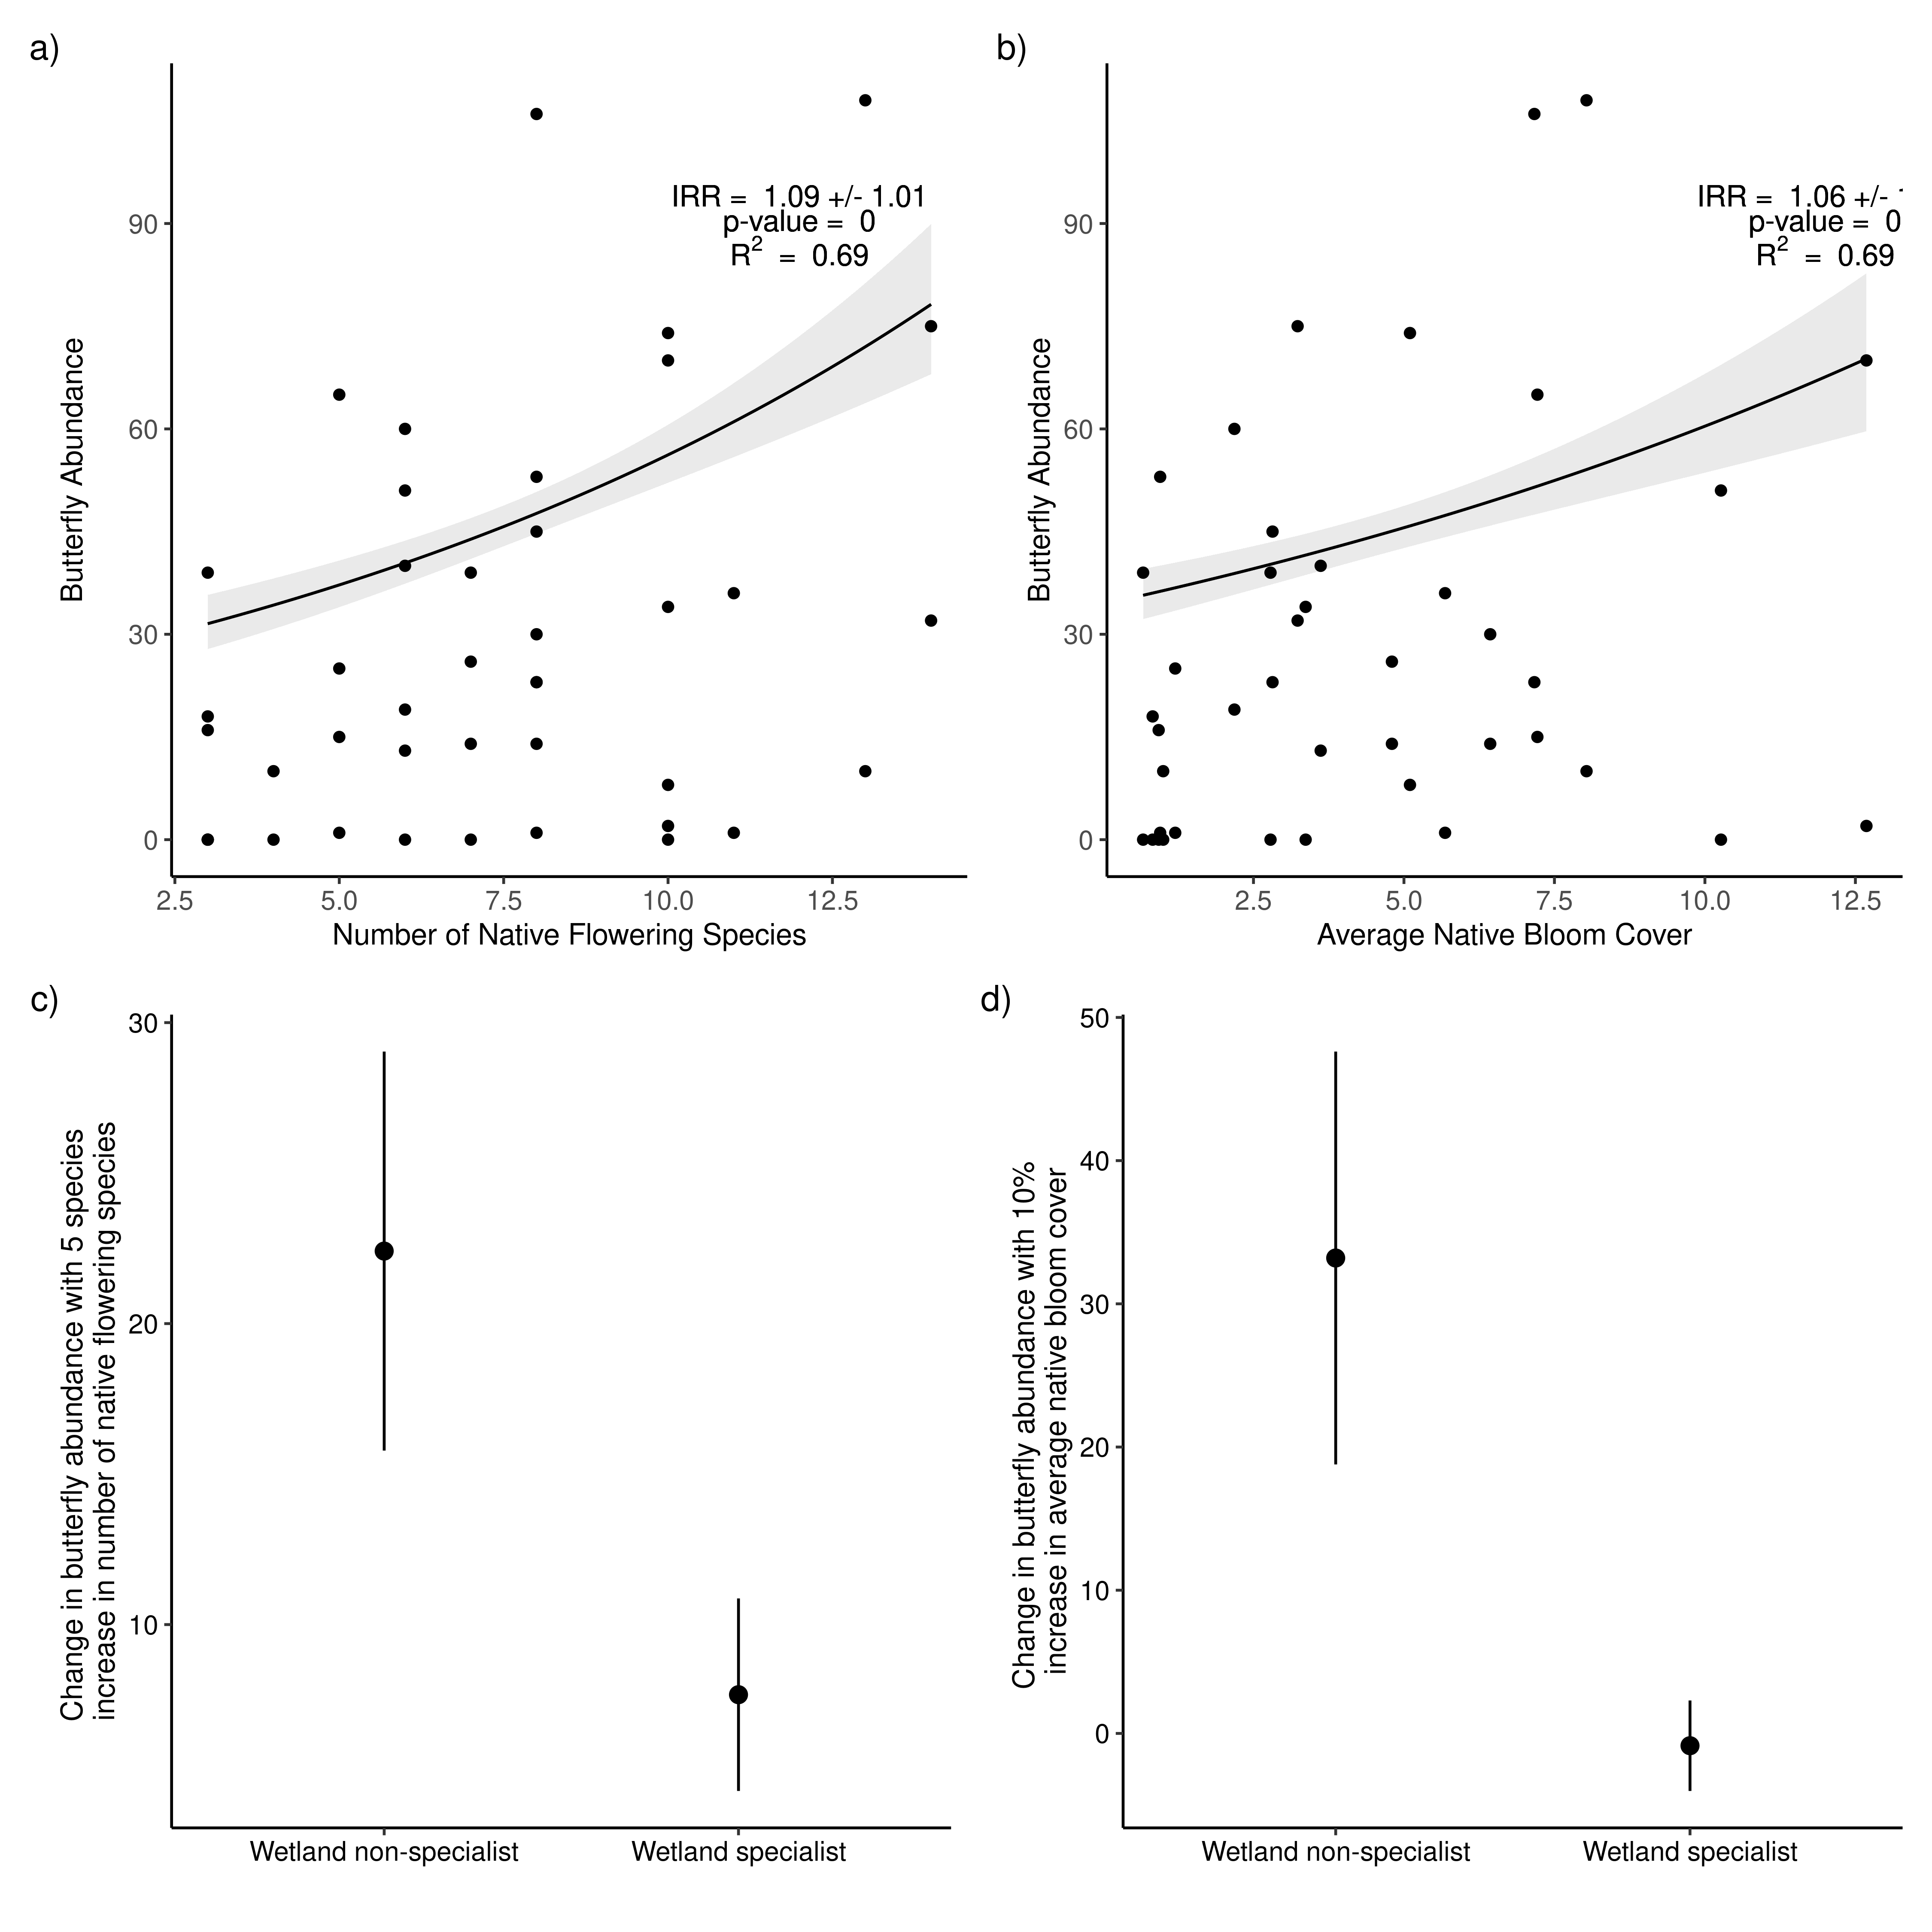 a)
IRR = 1.09 +/- 1.01
p-value = 0
R2 = 0.69
90
60
30
0
Butterfly Abundance
2.5 5.0 7.5 10.0 12.5
Number of Native Flowering Species
b)
IRR = 1.06 +/-
p-value = 0
R2 = 0.69
90
60
30
0
Butterfly Abundance
2.5 5.0 7.5 10.0 12.5
Average Native Bloom Cover
c)
30
20
10
Change in butterfly abundance with 5 species
increase in number of native flowering species
Wetland non-specialist Wetland specialist
d)
50
40
30
20
10
0
Change in butterfly abundance with 10%
increase in average native bloom cover
Wetland non-specialist Wetland specialist